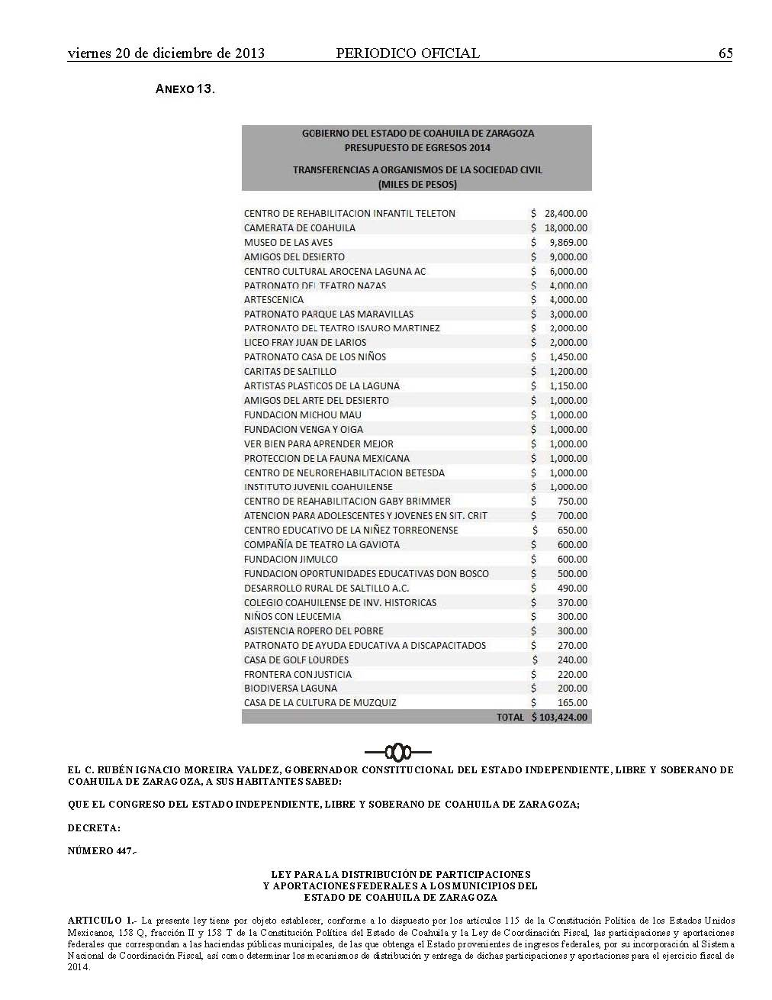 viernes 20 de diciembre de 2013 PERIODICO OFICIAL 65
ANEXO 13.
GOBIERNO DEL ESTADO DE COAHUILA DE ZARAGOZA
PRESUPUESTO DE EGRESOS 2014
TRANSFERENCIAS A ORGANISMOS DE LA SOCIEDAD CIVIL
(MILES DE PESOS)
CENTRO DE REHABILITACION INFANTIL TELETON $ 28,400.00
CAMERATA DE COAHUILA $ 18,000.00
MUSEO DE LAS AVES $ 9,869.00
AMIGOS DEL DESIERTO $ 9,000.00
CENTRO CULTURAL AROCENA LAGUNA AC $ 6,000.00
PATRONATO DEL TEATRO NAZAS $ 4,000.00
ARTESCENICA $ 4,000.00
PATRONATO PARQUE LAS MARAVILLAS $ 3,000.00
PATRONATO DEL TEATRO ISAURO MARTINEZ $ 2,000.00
LICEO FRAY JUAN DE LARIOS $ 2,000.00
PATRONATO CASA DE LOS NIÑOS $ 1,450.00
CARITAS DE SALTILLO $ 1,200.00
ARTISTAS PLASTICOS DE LA LAGUNA $ 1,150.00
AMIGOS DEL ARTE DEL DESIERTO $ 1,000.00
FUNDACION MICHOU MAU $ 1,000.00
FUNDACION VENGA Y OIGA $ 1,000.00
VER BIEN PARA APRENDER MEJOR $ 1,000.00
PROTECCION DE LA FAUNA MEXICANA $ 1,000.00
CENTRO DE NEUROREHABILITACION BETESDA $ 1,000.00
INSTITUTO JUVENIL COAHUILENSE $ 1,000.00
CENTRO DE REAHABILITACION GABY BRIMMER $ 750.00
ATENCION PARA ADOLESCENTES Y JOVENES EN SIT. CRIT $ 700.00
CENTRO EDUCATIVO DE LA NIÑEZ TORREONENSE $ 650.00
COMPAÑÍA DE TEATRO LA GAVIOTA $ 600.00
FUNDACION JIMULCO $ 600.00
FUNDACION OPORTUNIDADES EDUCATIVAS DON BOSCO $ 500.00
DESARROLLO RURAL DE SALTILLO A.C. $ 490.00
COLEGIO COAHUILENSE DE INV. HISTORICAS $ 370.00
NIÑOS CON LEUCEMIA $ 300.00
ASISTENCIA ROPERO DEL POBRE $ 300.00
PATRONATO DE AYUDA EDUCATIVA A DISCAPACITADOS $ 270.00
CASA DE GOLF LOURDES $ 240.00
FRONTERA CON JUSTICIA $ 220.00
BIODIVERSA LAGUNA $ 200.00
CASA DE LA CULTURA DE MUZQUIZ $ 165.00
TOTAL $ 103,424.00
EL C. RUBÉN IGNACIO MOREIRA VALDEZ, GOBERNADOR CONSTITUCIONAL DEL ESTADO INDEPENDIENTE, LIBRE Y SOBERANO DE
COAHUILA DE ZARAGOZA, A SUS HABITANTES SABED:
QUE EL CONGRESO DEL ESTADO INDEPENDIENTE, LIBRE Y SOBERANO DE COAHUILA DE ZARAGOZA;
DECRETA:
NÚMERO 447.-
LEY PARA LA DISTRIBUCIÓN DE PARTICIPACIONES
Y APORTACIONES FEDERALES A LOS MUNICIPIOS DEL
ESTADO DE COAHUILA DE ZARAGOZA
ARTICULO 1.- La presente ley tiene por objeto establecer, conforme a lo dispuesto por los artículos 115 de la Constitución Política de los Estados Unidos
Mexicanos, 158 Q, fracción II y 158 T de la Constitución Política del Estado de Coahuila y la Ley de Coordinación Fiscal, las participaciones y aportaciones
federales que correspondan a las haciendas públicas municipales, de las que obtenga el Estado provenientes de ingresos federales, por su incorporación al Sistema
Nacional de Coordinación Fiscal, así como determinar los mecanismos de distribución y entrega de dichas participaciones y aportaciones para el ejercicio fiscal de
2014.